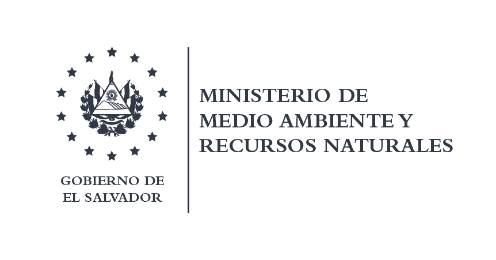 GOBIERNO DE
EL SALVADOR
MINISTERIO DE
MEDIO AMBIENTE Y
RECURSOS NATURALES